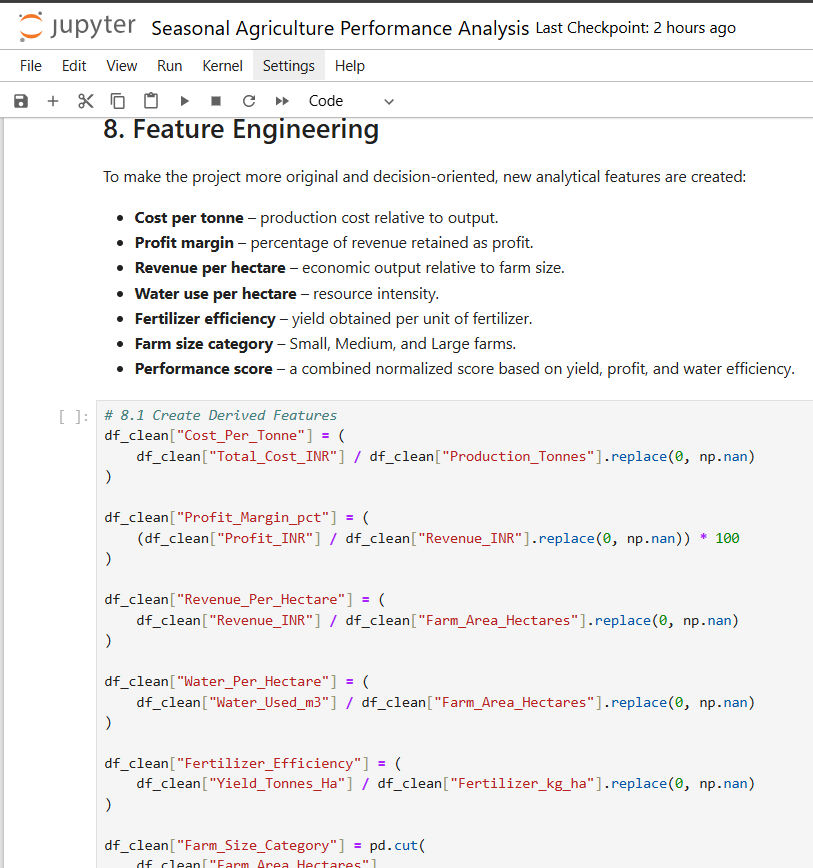 jupyter Seasonal Agriculture Performance Analysis Last Checkpoint: 2 hours ago
File Edit View Run Kernel Settings Help
Code
8. Feature Engineering
To make the project more original and decision-oriented, new analytical features are created:
• Cost per tonne – production cost relative to output.
• Profit margin – percentage of revenue retained as profit.
• Revenue per hectare – economic output relative to farm size.
• Water use per hectare – resource intensity.
• Fertilizer efficiency – yield obtained per unit of fertilizer.
• Farm size category – Small, Medium, and Large farms.
• Performance score – a combined normalized score based on yield, profit, and water efficiency.
[ ]: # 8.1 Create Derived Features
df_clean["Cost_Per_Tonne"] = (
    df_clean["Total_Cost_INR"] / df_clean["Production_Tonnes"].replace(0, np.nan)
)
df_clean["Profit_Margin_pct"] = (
    (df_clean["Profit_INR"] / df_clean["Revenue_INR"].replace(0, np.nan)) * 100
)
df_clean["Revenue_Per_Hectare"] = (
    df_clean["Revenue_INR"] / df_clean["Farm_Area_Hectares"].replace(0, np.nan)
)
df_clean["Water_Per_Hectare"] = (
    df_clean["Water_Used_m3"] / df_clean["Farm_Area_Hectares"].replace(0, np.nan)
)
df_clean["Fertilizer_Efficiency"] = (
    df_clean["Yield_Tonnes_Ha"] / df_clean["Fertilizer_kg_ha"].replace(0, np.nan)
)
df_clean["Farm_Size_Category"] = pd.cut(
    df_clean["Farm_Area_Hectares"]